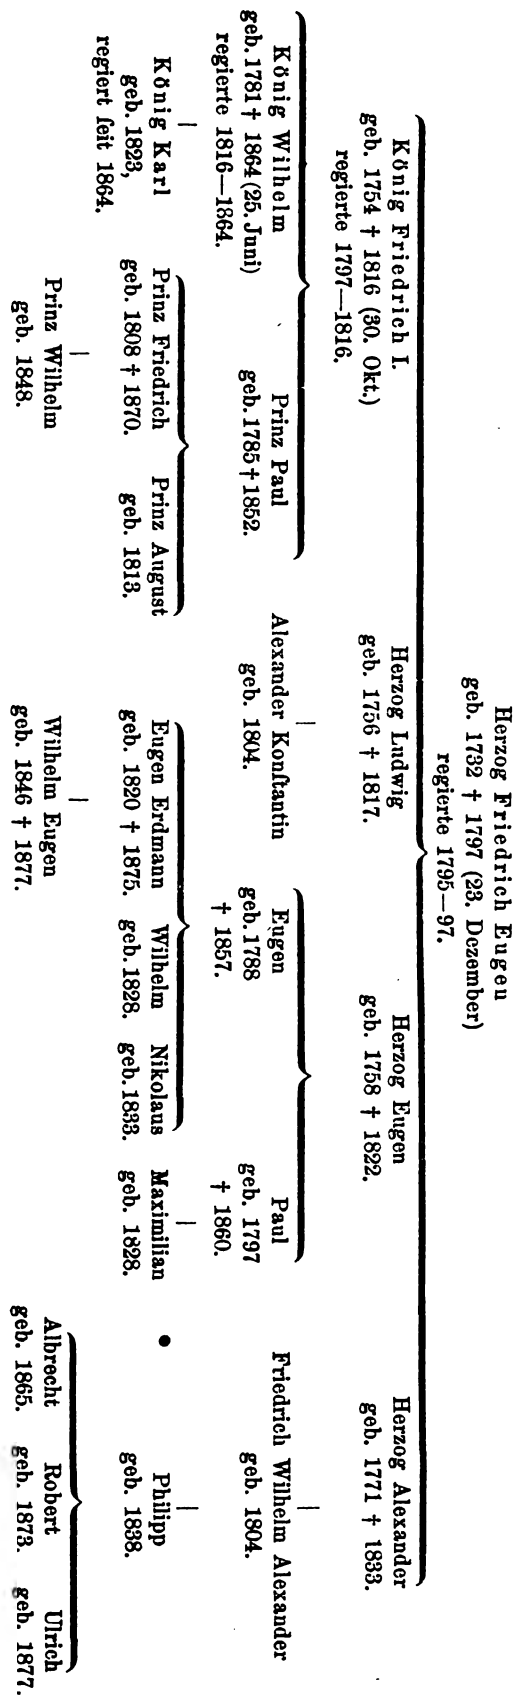 Herzog Friedrich Eugen
geb. 1732 † 1797 (23. Dezember)
regierte 1795—97.
König Friedrich I.
geb. 1754 † 1816 (30. Okt.)
regierte 1797—1816.
Herzog Ludwig
geb. 1756 † 1817.
Herzog Eugen
geb. 1758 † 1822.
Herzog Alexander
geb. 1771 † 1833.
König Wilhelm
geb. 1781 † 1864 (25. Juni)
regierte 1816—1864.
Prinz Paul
geb. 1785 † 1852.
Alexander Konſtantin
geb. 1804.
Eugen
geb. 1788
† 1857.
Paul
geb. 1797
† 1860.
Friedrich Wilhelm Alexander
geb. 1804.
König Karl
geb. 1823,
regiert ſeit 1864.
Prinz Friedrich
geb. 1808 † 1870.
Prinz August
geb. 1813.
Eugen Erdmann
geb. 1820 † 1875.
Wilhelm
geb. 1828.
Nikolaus
geb. 1833.
Maximilian
geb. 1828.
Philipp
geb. 1838.
Prinz Wilhelm
geb. 1848.
Wilhelm Eugen
geb. 1846 † 1877.
Albrecht
geb. 1865.
Robert
geb. 1873.
Ulrich
geb. 1877.